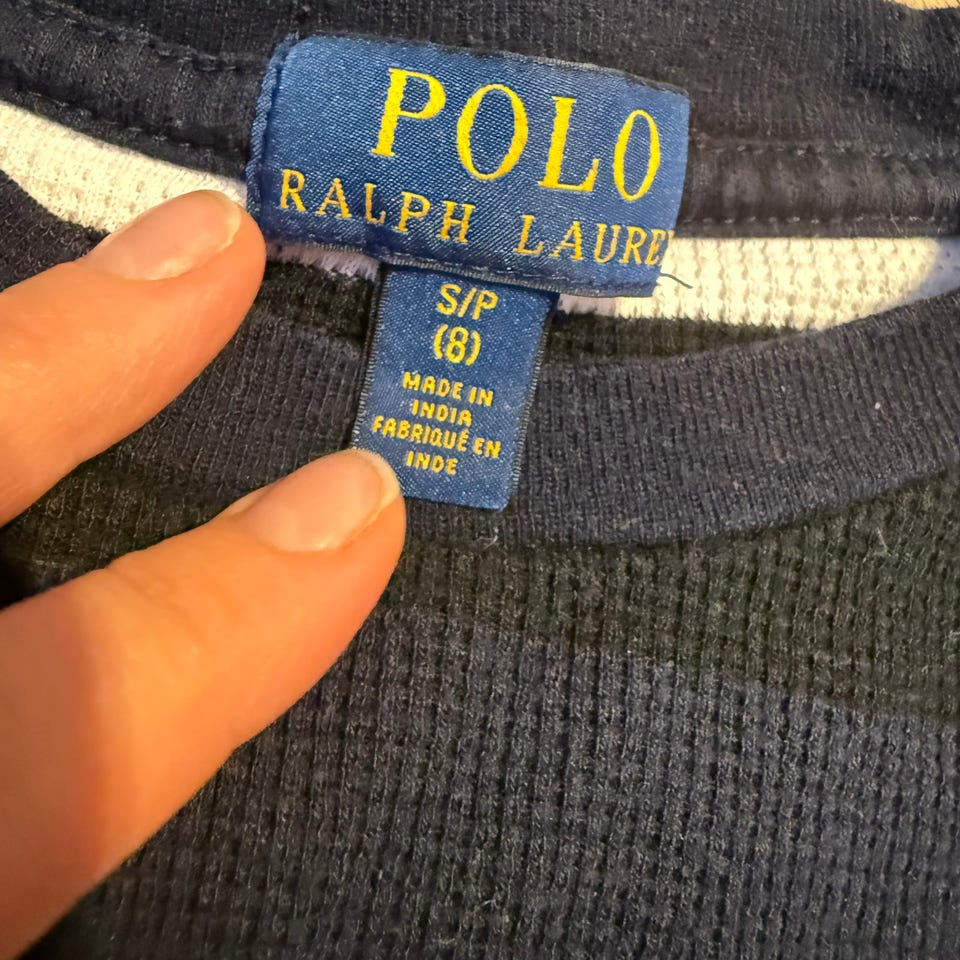 POLO
RALPH LAURE
S/P
(8)
MADE IN
INDIA
FABRIQUÉ EN
INDE